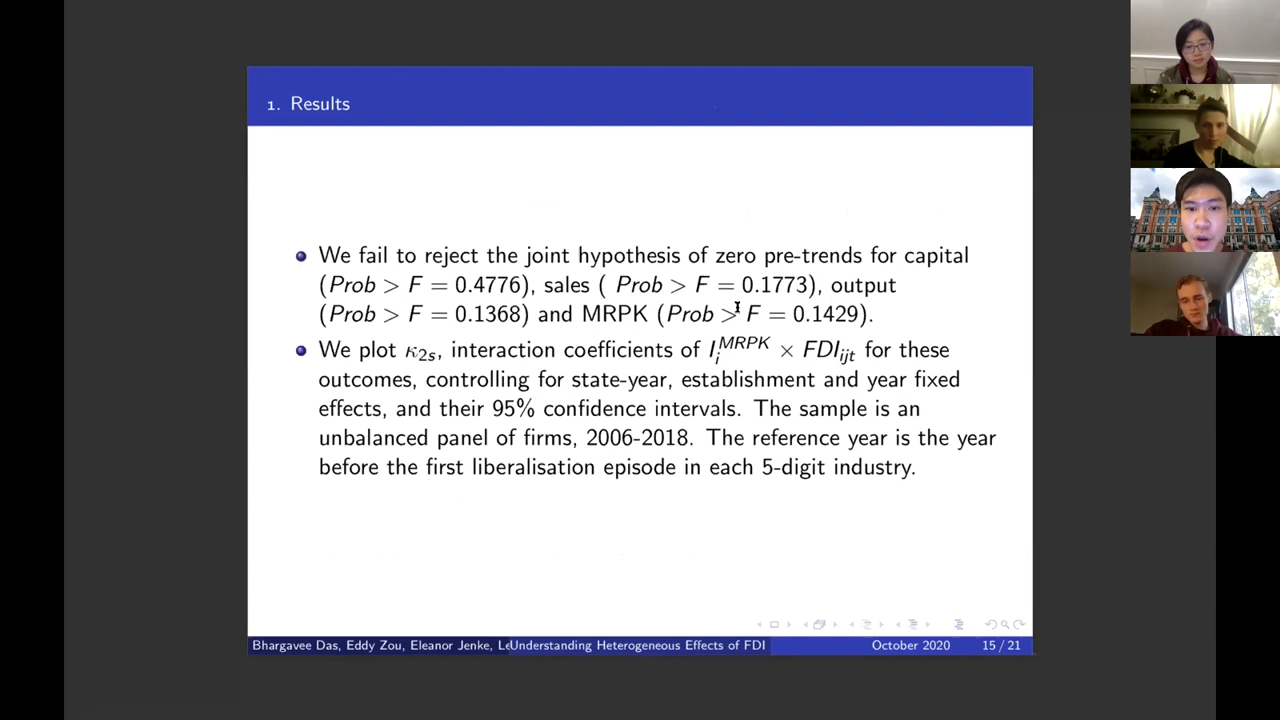 1. Results
We fail to reject the joint hypothesis of zero pre-trends for capital
(Prob > F = 0.4776), sales ( Prob > F = 0.1773), output
(Prob > F = 0.1368) and MRPK (Prob > F = 0.1429).
We plot κ₂ₛ, interaction coefficients of I_i^{MRPK} × FDI_{ijt} for these
outcomes, controlling for state-year, establishment and year fixed
effects, and their 95% confidence intervals. The sample is an
unbalanced panel of firms, 2006-2018. The reference year is the year
before the first liberalisation episode in each 5-digit industry.
Bhargavee Das, Eddy Zou, Eleanor Jenke, Le Understanding Heterogeneous Effects of FDI October 2020 15 / 21